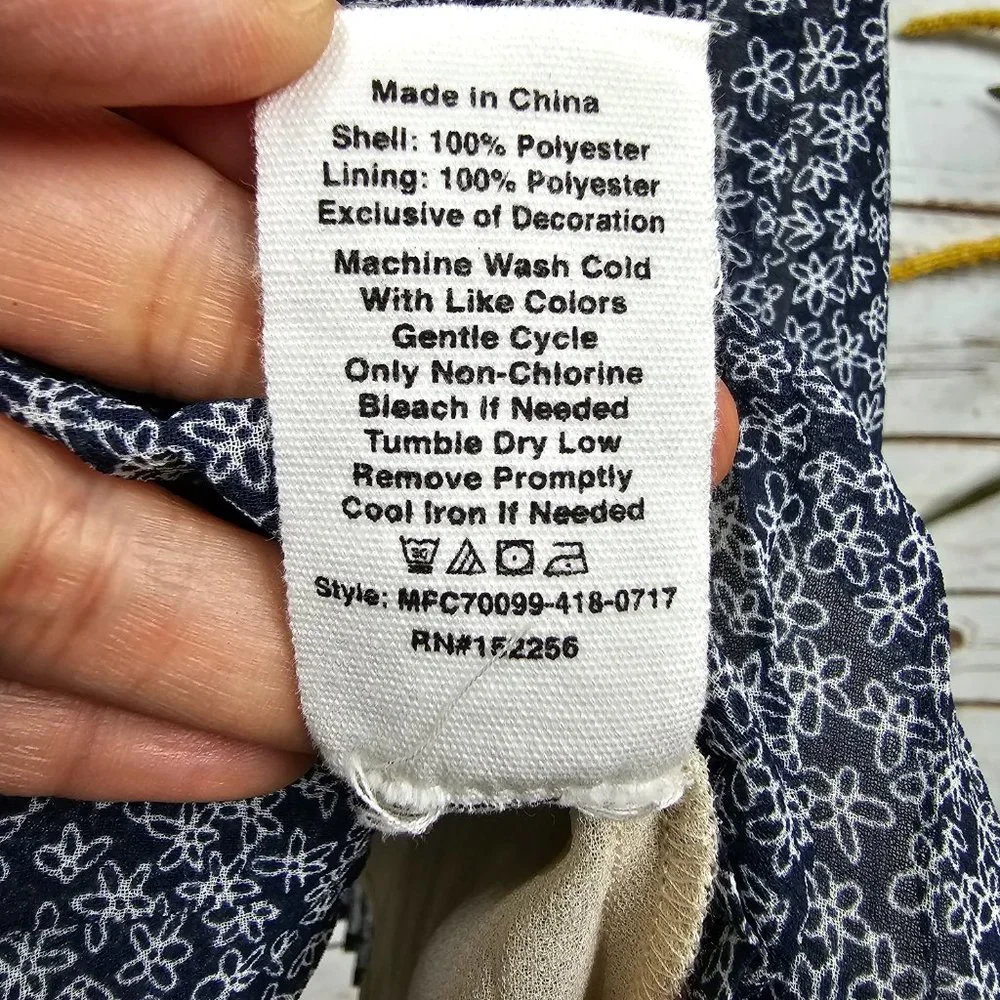 Made in China
Shell: 100% Polyester
Lining: 100% Polyester
Exclusive of Decoration
Machine Wash Cold
With Like Colors
Gentle Cycle
Only Non-Chlorine
Bleach If Needed
Tumble Dry Low
Remove Promptly
Cool Iron If Needed
Style: MFC70099-418-0717
RN#152256